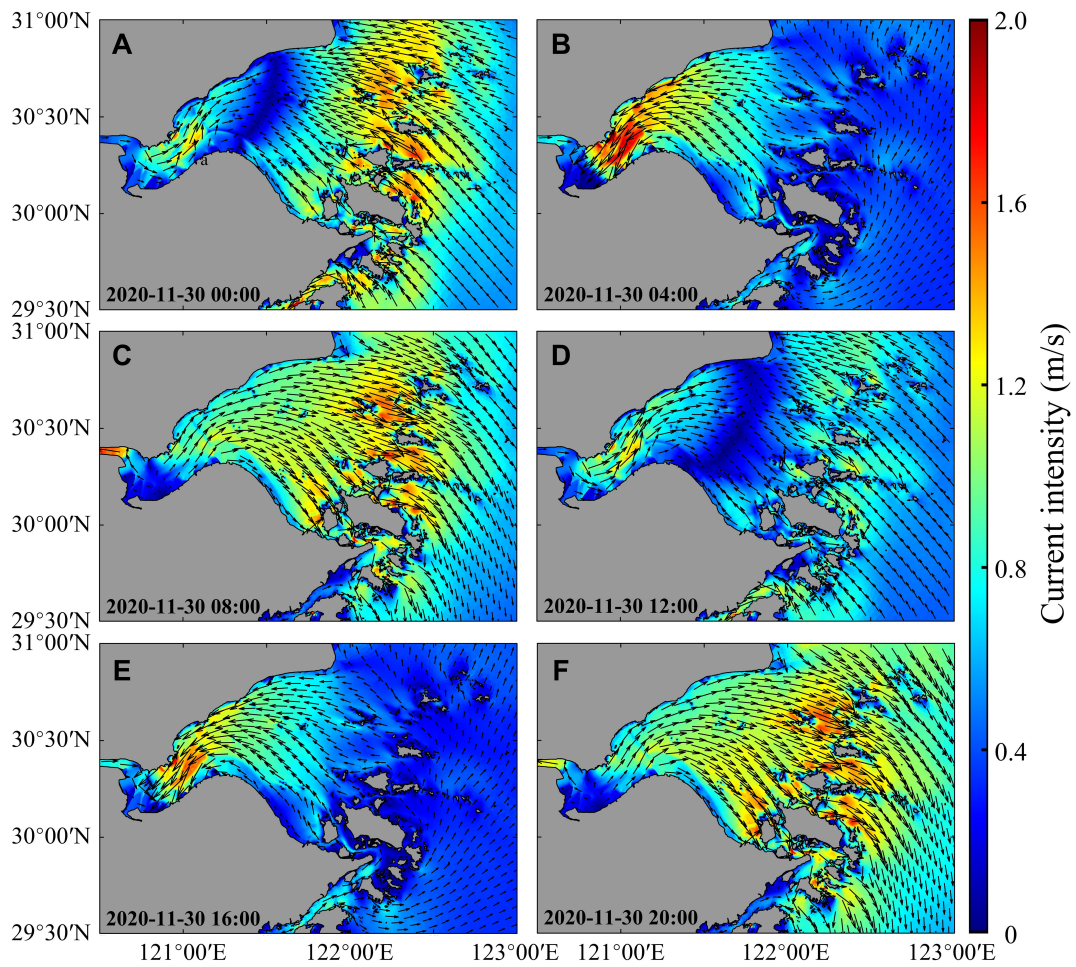 31°00′N
30°30′N
30°00′N
29°30′N
A
2020-11-30 00:00
B
2020-11-30 04:00
31°00′N
30°30′N
30°00′N
29°30′N
C
2020-11-30 08:00
D
2020-11-30 12:00
31°00′N
30°30′N
30°00′N
29°30′N
E
2020-11-30 16:00
F
2020-11-30 20:00
121°00′E
122°00′E
123°00′E
121°00′E
122°00′E
123°00′E
2.0
1.6
1.2
0.8
0.4
0
Current intensity (m/s)